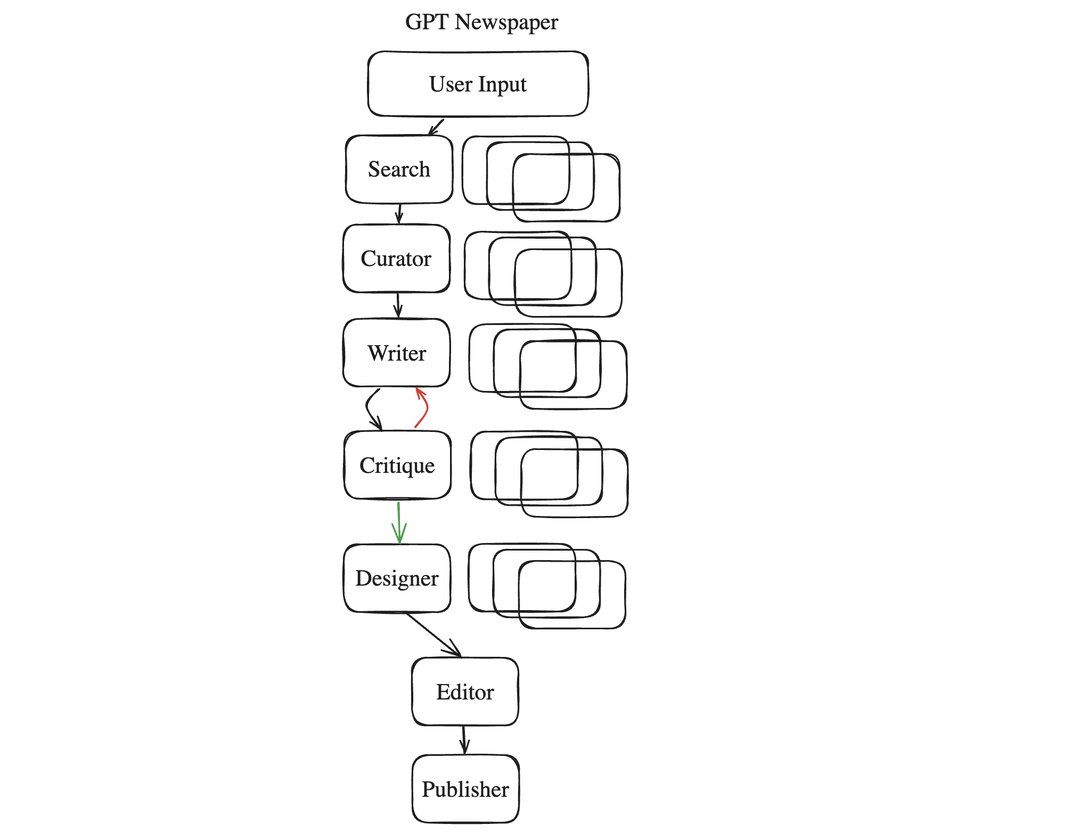 GPT Newspaper
User Input
Search
Curator
Writer
Critique
Designer
Editor
Publisher